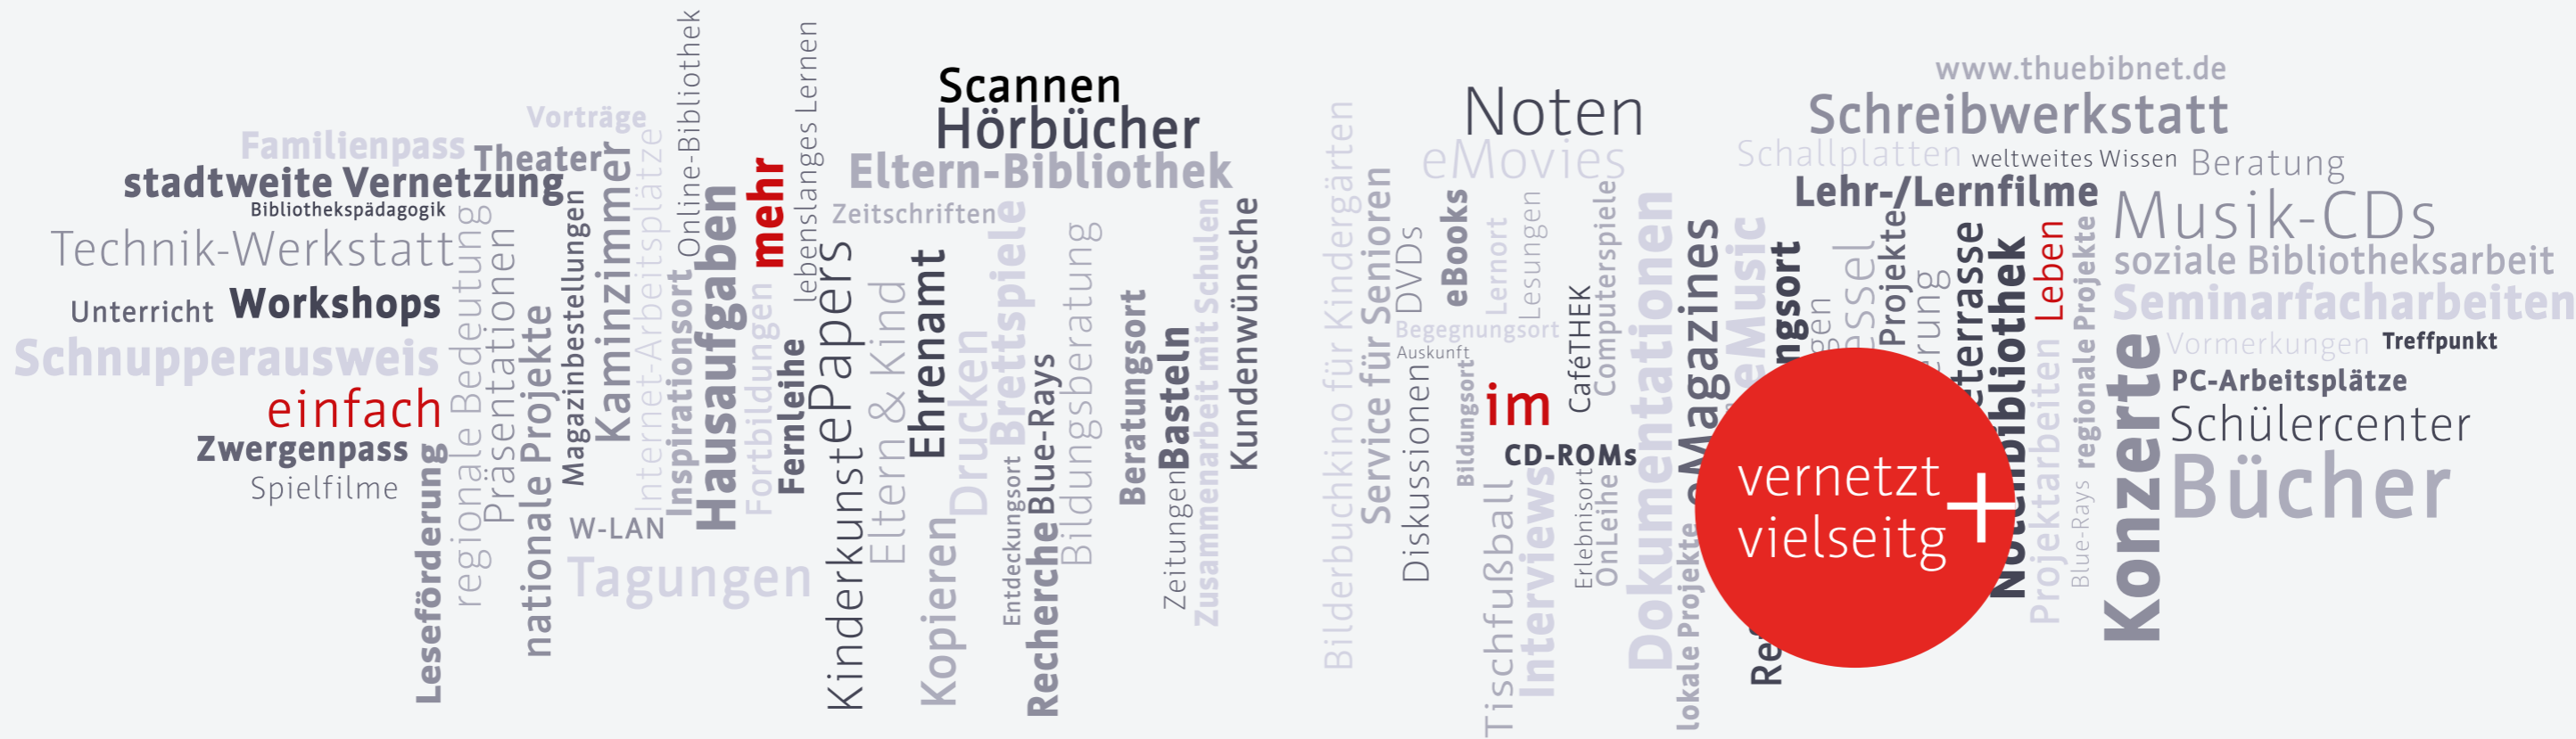 Vorträge
Familienpass
Theater
stadtweite Vernetzung
Bibliothekspädagogik
Technik-Werkstatt
Unterricht
Workshops
Schnupperausweis
einfach
Zwergenpass
Spielfilme
Leseförderung
regionale Bedeutung
Präsentationen
nationale Projekte
Magazinbestellungen
Kaminzimmer
Internet-Arbeitsplätze
Inspirationsort
Online-Bibliothek
Hausaufgaben
mehr
Fortbildungen
Fernleihe
lebenslanges Lernen
W-LAN
Tagungen
Scannen
Hörbücher
Eltern-Bibliothek
Zeitschriften
Kinderkunst
ePapers
Eltern & Kind
Ehrenamt
Kopieren
Drucken
Brettspiele
Entdeckungsort
Recherche
Blue-Rays
Bildungsberatung
Beratungsort
Basteln
Zeitungen
Zusammenarbeit mit Schulen
Kundenwünsche
Bilderbuchkino für Kindergärten
Service für Senioren
DVDs
Diskussionen
Noten
eMovies
eBooks
Lernort
Lesungen
Begegnungsort
Auskunft
Bildungsort
im
CaféTHEK
Computerspiele
CD-ROMs
Tischfußball
Interviews
Erlebnisort
OnLeihe
Dokumentationen
lokale Projekte
eMagazines
eMusic
www.thuebibnet.de
Schreibwerkstatt
Schallplatten
weltweites Wissen
Beratung
Lehr-/Lernfilme
Projekte
Leben
regionale Projekte
Projektarbeiten
Blue-Rays
vernetzt
vielseitg
+
Musik-CDs
soziale Bibliotheksarbeit
Seminarfacharbeiten
Vormerkungen
Treffpunkt
PC-Arbeitsplätze
Schülercenter
Bücher
Konzerte